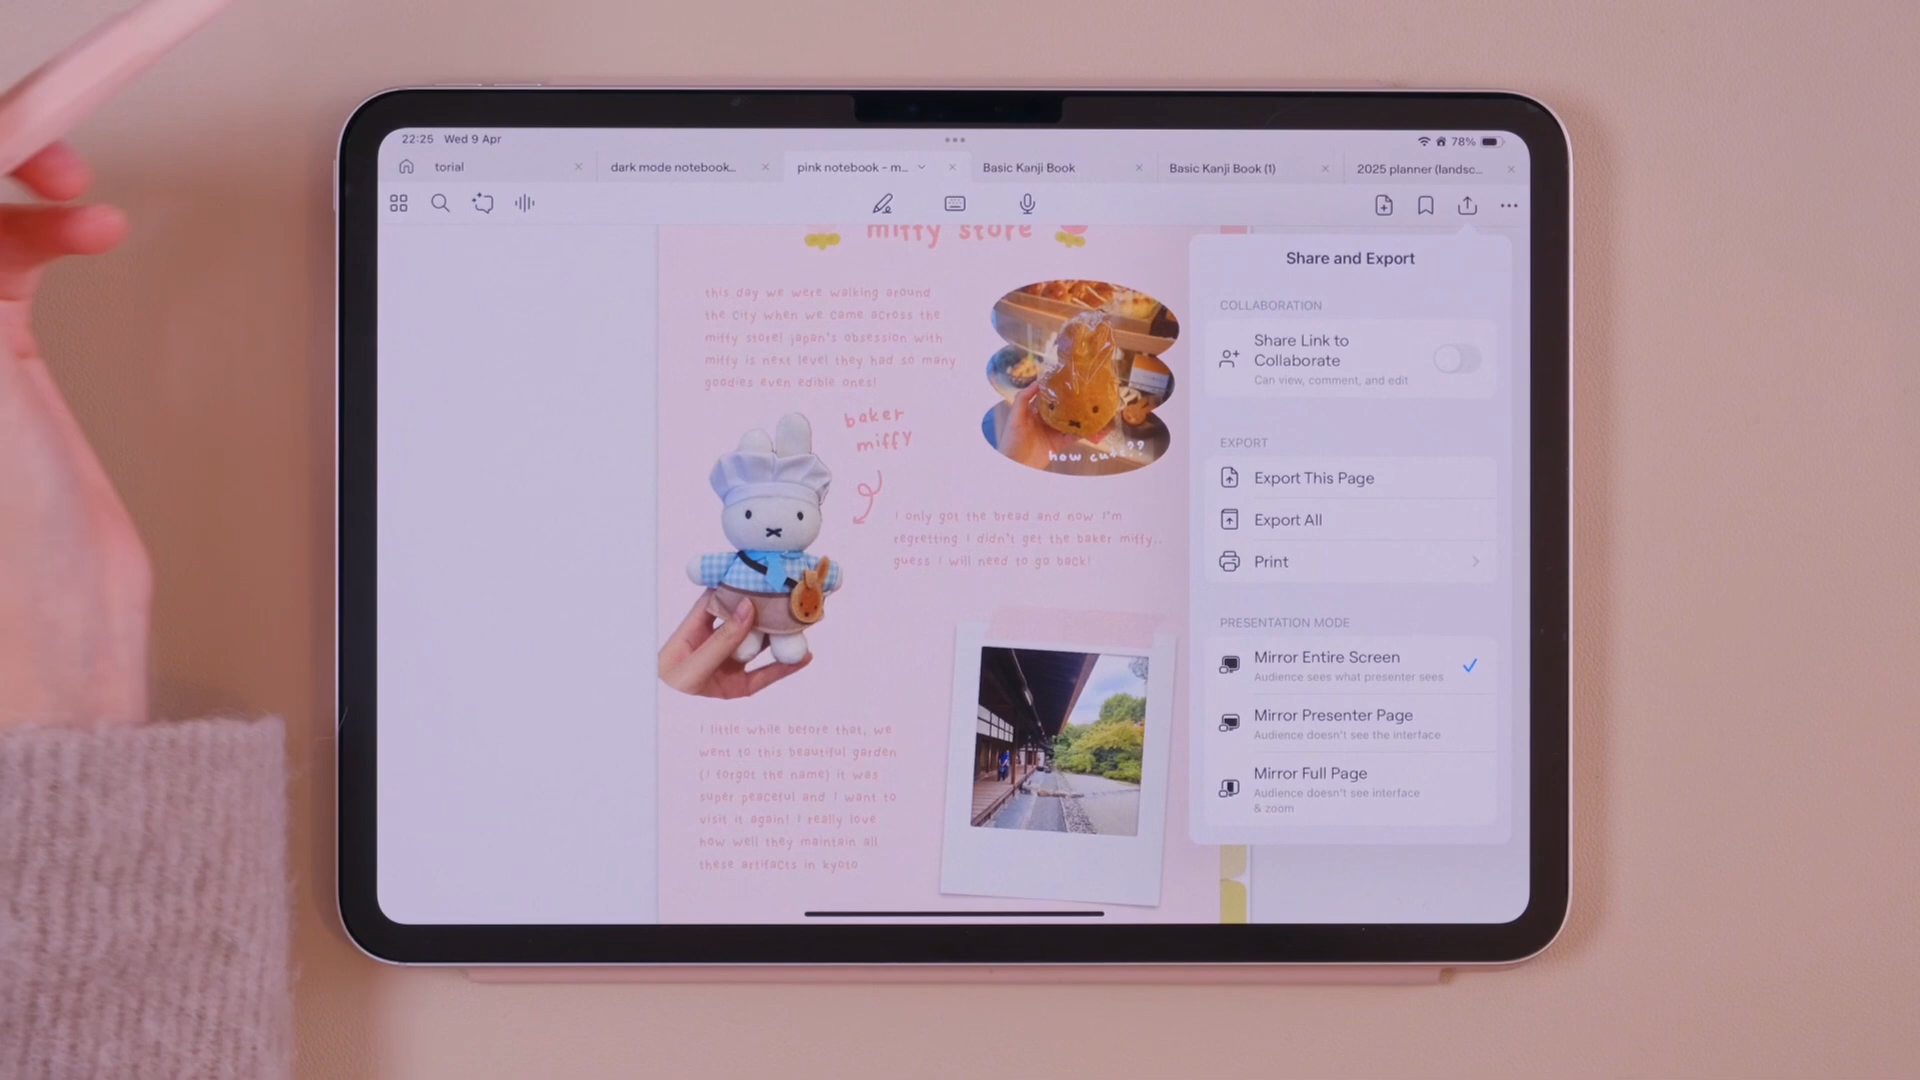 22:25 Wed 9 Apr
78%
torial
dark mode notebook...
pink notebook - m...
Basic Kanji Book
Basic Kanji Book (1)
2025 planner (landsc...
miffy store
this day we were walking around
the city when we came across the
miffy store! japan's obsession with
miffy is next level they had so many
goodies even edible ones!
baker
miffy
how cute??
I only got the bread and now I'm
regretting I didn't get the baker miffy..
guess I will need to go back!
I little while before that, we
went to this beautiful garden
(I forgot the name) it was
super peaceful and I want to
visit it again! I really love
how well they maintain all
these artifacts in kyoto
Share and Export
COLLABORATION
Share Link to
Collaborate
Can view, comment, and edit
EXPORT
Export This Page
Export All
Print
PRESENTATION MODE
Mirror Entire Screen
Audience sees what presenter sees
Mirror Presenter Page
Audience doesn't see the interface
Mirror Full Page
Audience doesn't see interface
& zoom